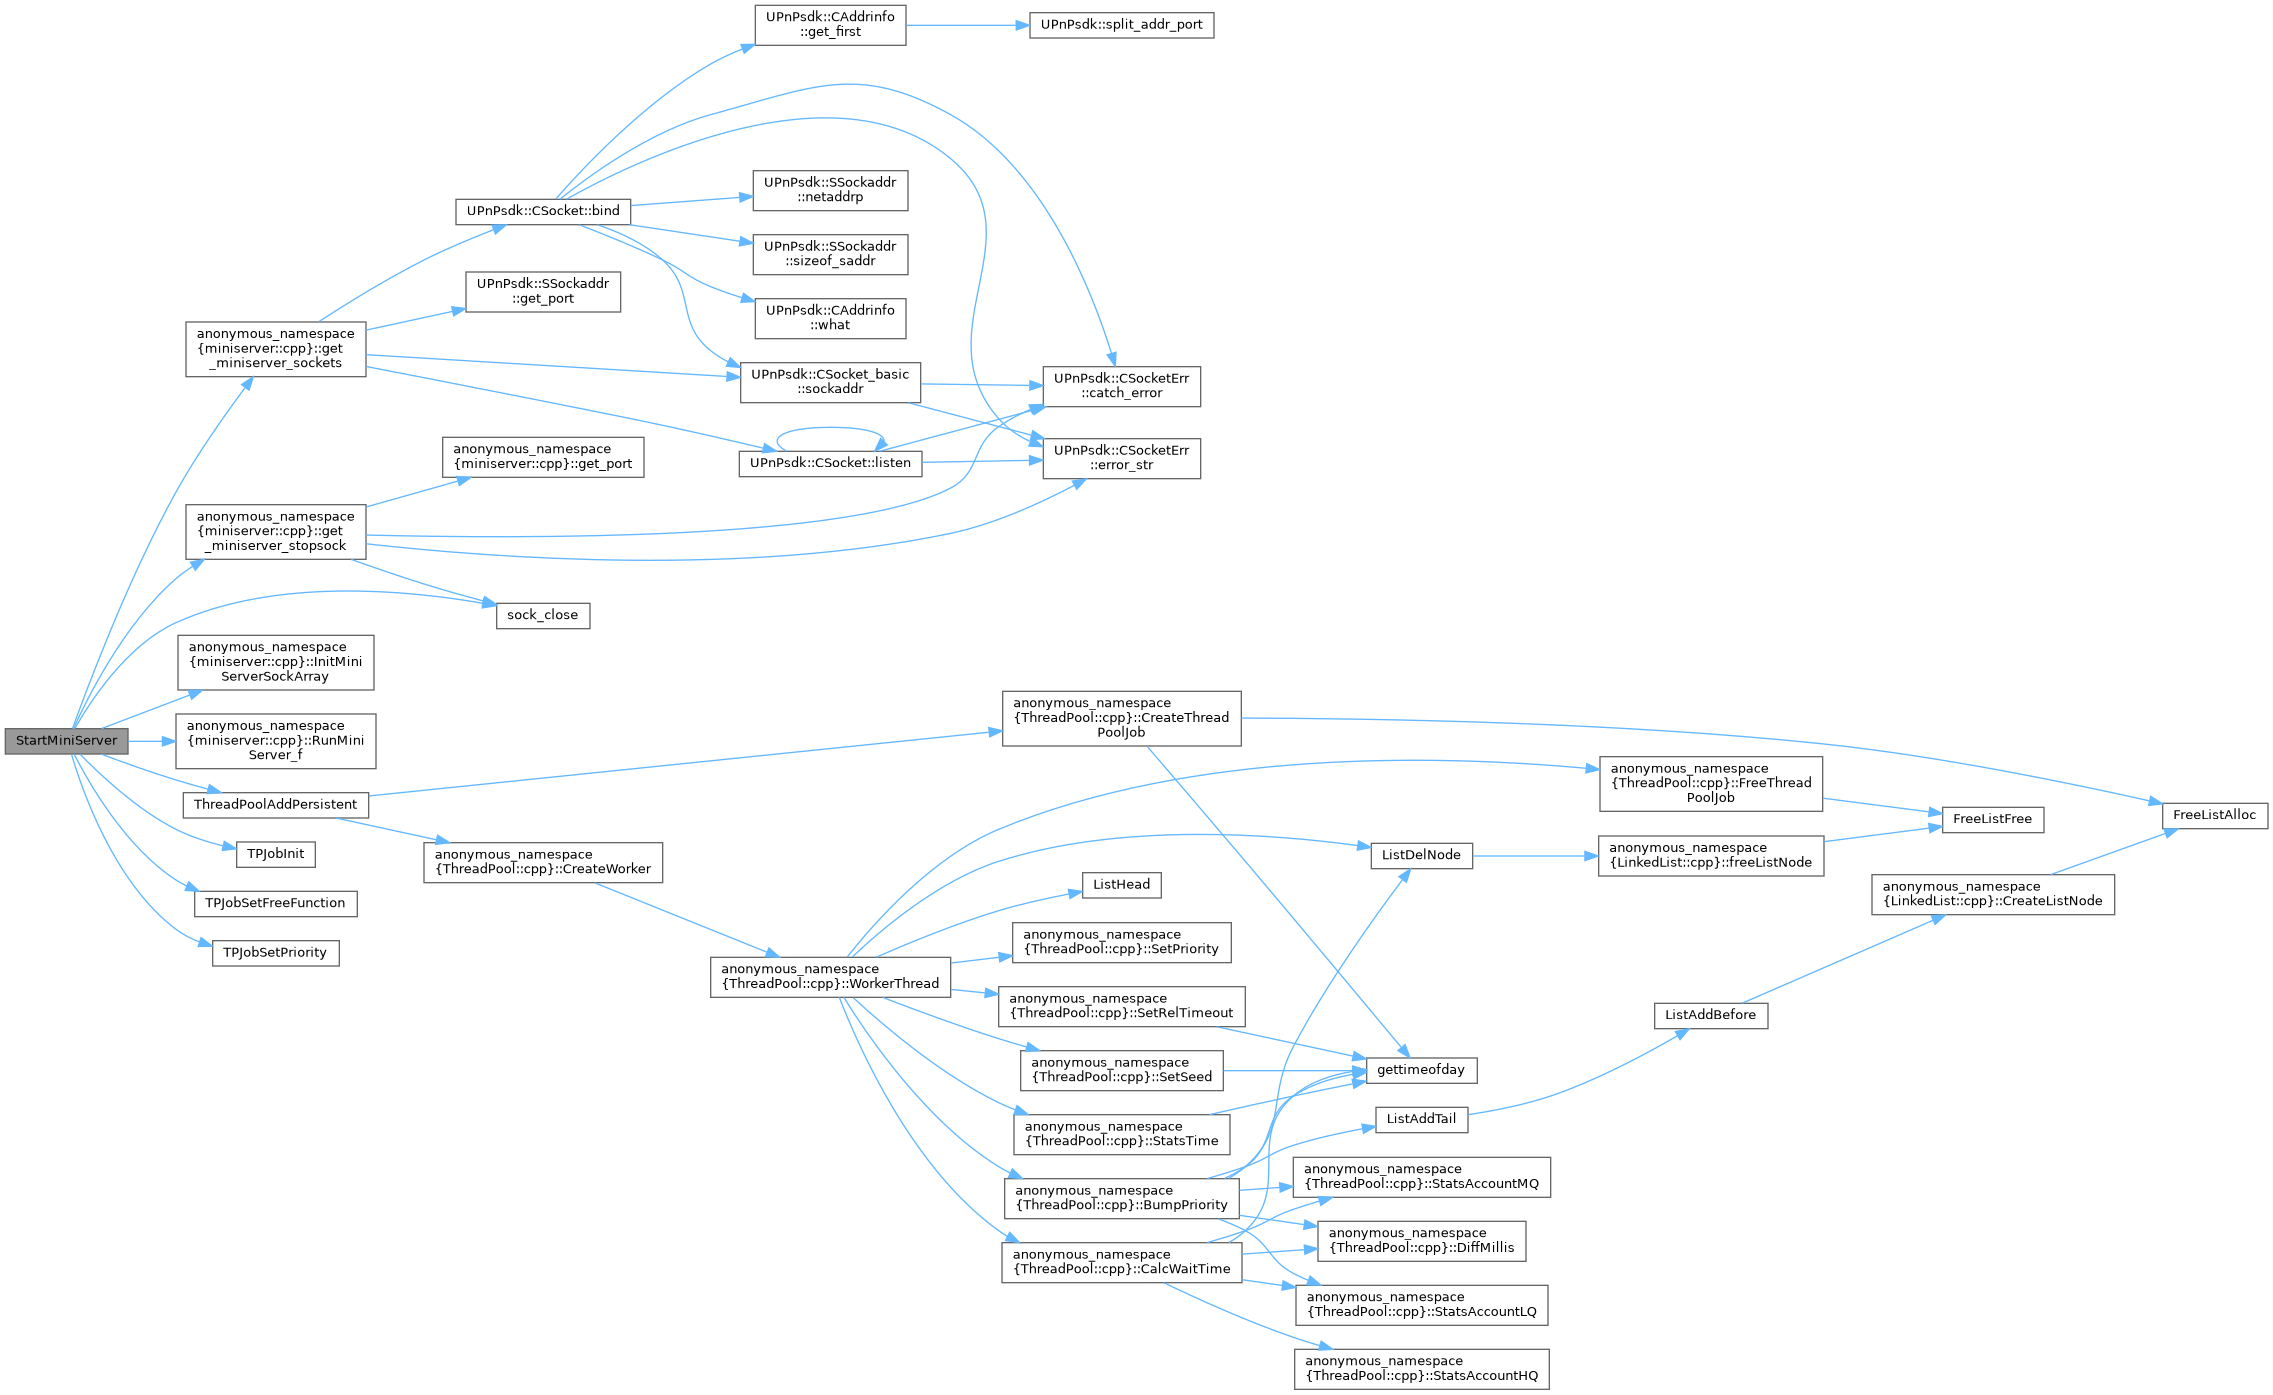 StartMiniServer
anonymous_namespace
{miniserver::cpp}::get
_miniserver_sockets
anonymous_namespace
{miniserver::cpp}::get
_miniserver_stopsock
anonymous_namespace
{miniserver::cpp}::InitMini
ServerSockArray
anonymous_namespace
{miniserver::cpp}::RunMini
Server_f
ThreadPoolAddPersistent
TPJobInit
TPJobSetFreeFunction
TPJobSetPriority
UPnPsdk::CSocket::bind
UPnPsdk::SSockaddr
::get_port
anonymous_namespace
{miniserver::cpp}::get_port
sock_close
anonymous_namespace
{ThreadPool::cpp}::CreateWorker
UPnPsdk::CAddrinfo
::get_first
UPnPsdk::SSockaddr
::netaddrp
UPnPsdk::SSockaddr
::sizeof_saddr
UPnPsdk::CAddrinfo
::what
UPnPsdk::CSocket_basic
::sockaddr
UPnPsdk::CSocket::listen
anonymous_namespace
{ThreadPool::cpp}::WorkerThread
UPnPsdk::split_addr_port
UPnPsdk::CSocketErr
::catch_error
UPnPsdk::CSocketErr
::error_str
anonymous_namespace
{ThreadPool::cpp}::CreateThread
PoolJob
ListHead
anonymous_namespace
{ThreadPool::cpp}::SetPriority
anonymous_namespace
{ThreadPool::cpp}::SetRelTimeout
anonymous_namespace
{ThreadPool::cpp}::SetSeed
anonymous_namespace
{ThreadPool::cpp}::StatsTime
anonymous_namespace
{ThreadPool::cpp}::BumpPriority
anonymous_namespace
{ThreadPool::cpp}::CalcWaitTime
ListDelNode
gettimeofday
ListAddTail
anonymous_namespace
{ThreadPool::cpp}::StatsAccountMQ
anonymous_namespace
{ThreadPool::cpp}::DiffMillis
anonymous_namespace
{ThreadPool::cpp}::StatsAccountLQ
anonymous_namespace
{ThreadPool::cpp}::StatsAccountHQ
anonymous_namespace
{ThreadPool::cpp}::FreeThread
PoolJob
anonymous_namespace
{LinkedList::cpp}::freeListNode
ListAddBefore
FreeListFree
anonymous_namespace
{LinkedList::cpp}::CreateListNode
FreeListAlloc